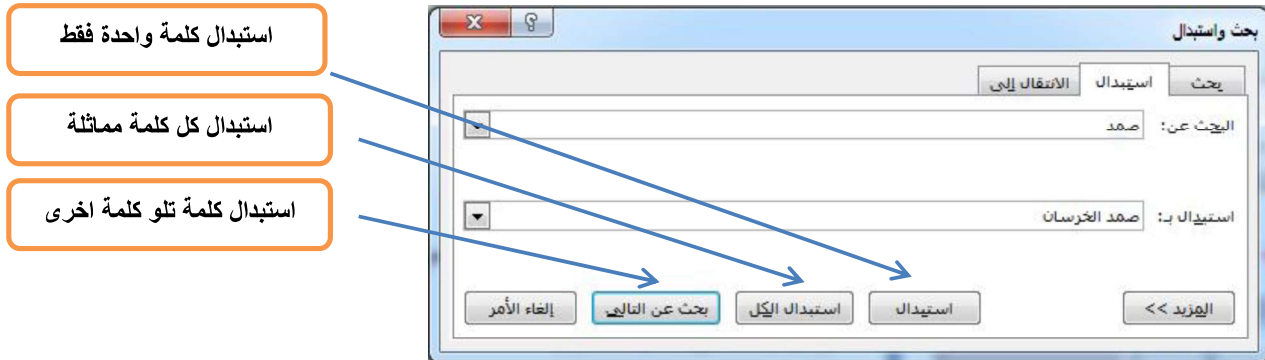 بحث واستبدال
بحث
استبدال
الانتقال إلى
البحث عن:
صمد
استبدال بـ:
صمد الخرسان
المزيد >>
استبدال
استبدال الكل
بحث عن التالي
إلغاء الأمر
استبدال كلمة واحدة فقط
استبدال كل كلمة مماثلة
استبدال كلمة تلو كلمة اخرى